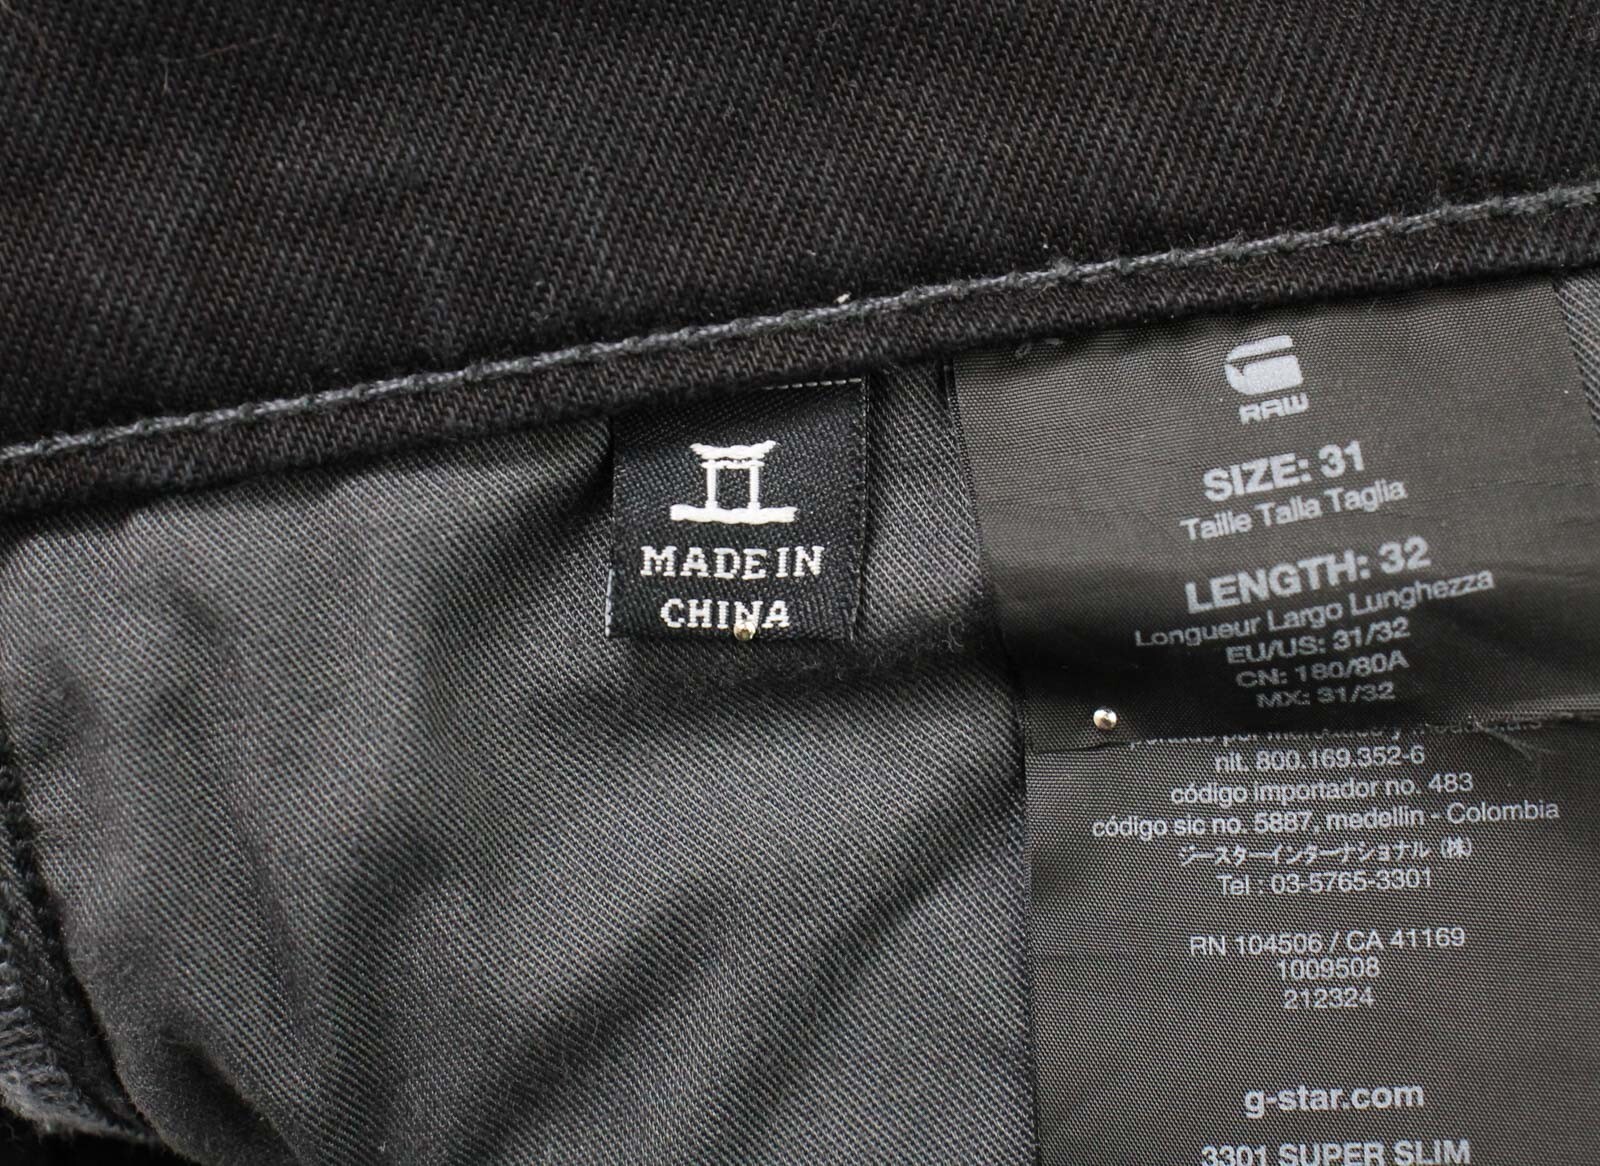 MADE IN
CHINA
RAW
SIZE: 31
Taille Talla Taglia
LENGTH: 32
Longueur Largo Lunghezza
EU/US: 31/32
CN: 180/80A
MX: 31/32
nit. 800.169.352-6
código importador no. 483
código sic no. 5887, medellin - Colombia
ジースターインターナショナル (株)
Tel : 03-5765-3301
RN 104506 / CA 41169
1009508
212324
g-star.com
3301 SUPER SLIM